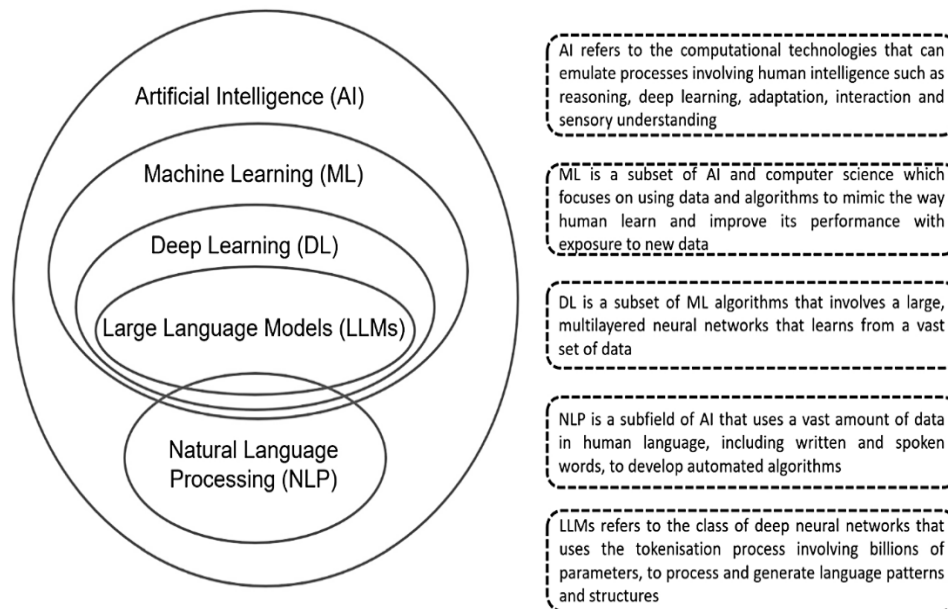 Artificial Intelligence (AI)
Machine Learning (ML)
Deep Learning (DL)
Large Language Models (LLMs)
Natural Language
Processing (NLP)
AI refers to the computational technologies that can
emulate processes involving human intelligence such as
reasoning, deep learning, adaptation, interaction and
sensory understanding
ML is a subset of AI and computer science which
focuses on using data and algorithms to mimic the way
human learn and improve its performance with
exposure to new data
DL is a subset of ML algorithms that involves a large,
multilayered neural networks that learns from a vast
set of data
NLP is a subfield of AI that uses a vast amount of data
in human language, including written and spoken
words, to develop automated algorithms
LLMs refers to the class of deep neural networks that
uses the tokenisation process involving billions of
parameters, to process and generate language patterns
and structures